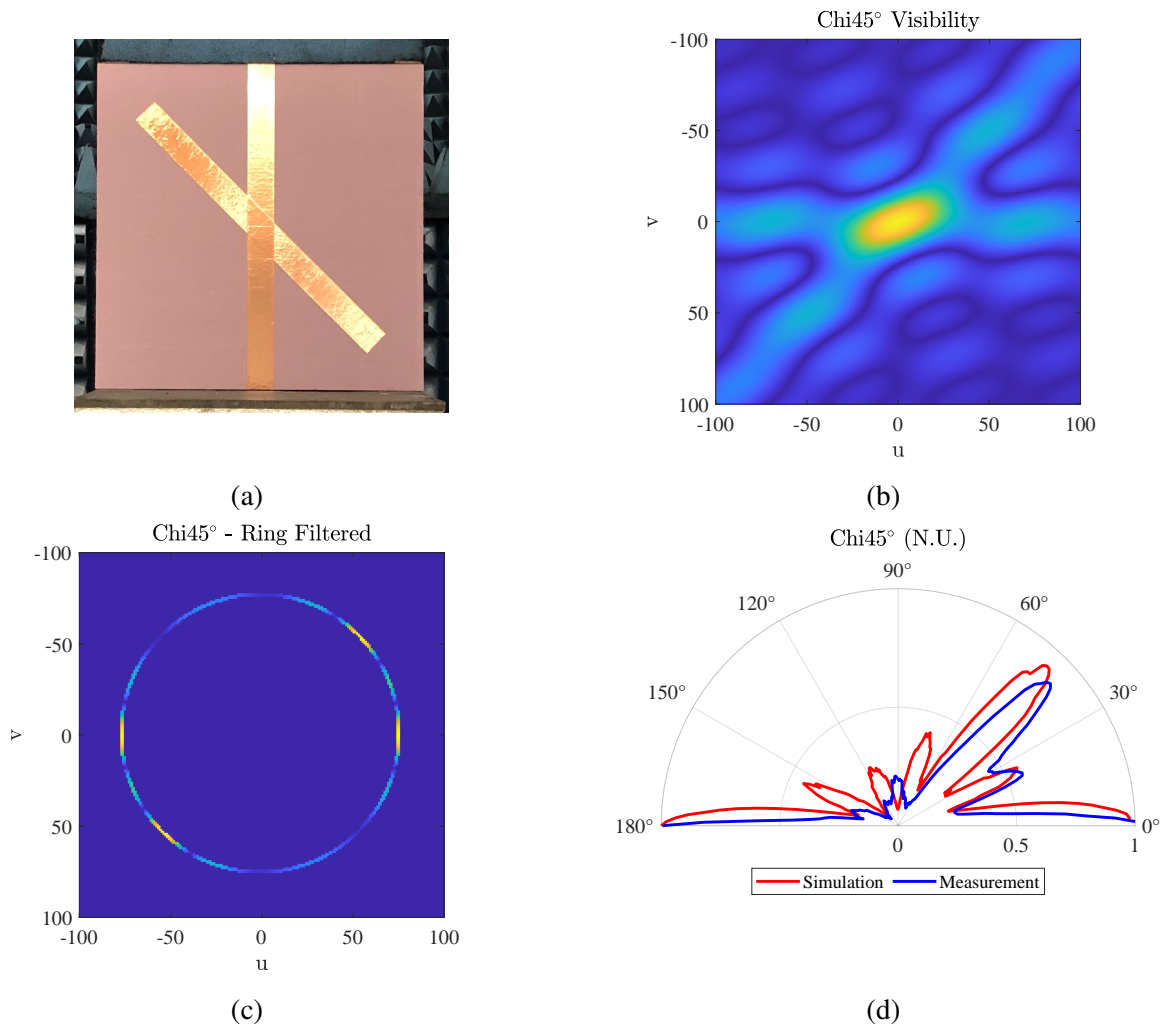 Chi45° Visibility
-100
-50
0
50
100
v
-100 -50 0 50 100
u
(a) (b)
Chi45° - Ring Filtered
-100
-50
0
50
100
v
-100 -50 0 50 100
u
Chi45° (N.U.)
90°
120° 60°
150° 30°
180° 0°
0 0.5 1
Simulation Measurement
(c) (d)